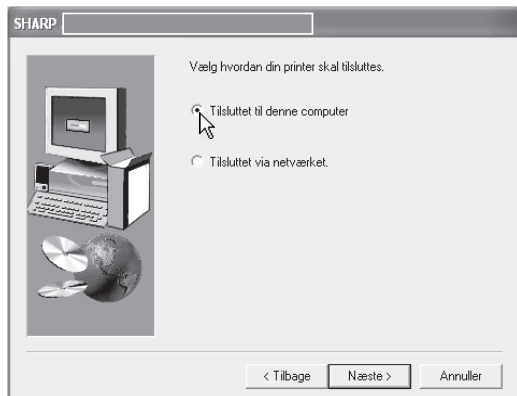 SHARP
Vælg hvordan din printer skal tilsluttes.
Tilsluttet til denne computer
Tilsluttet via netværket.
< Tilbage
Næste >
Annuller